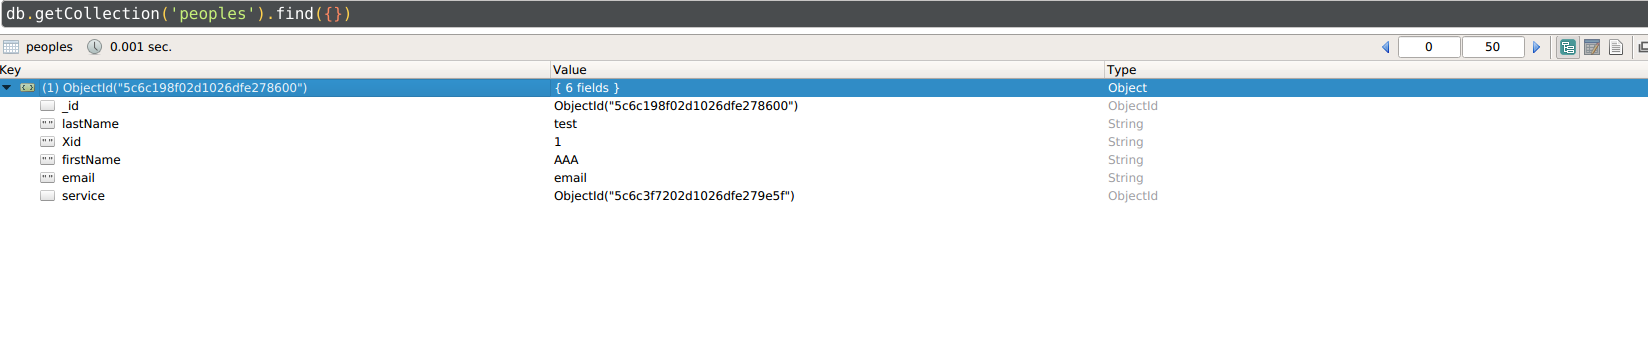 db.getCollection('peoples').find({})
peoples 0.001 sec. 0 50
Key Value Type
(1) ObjectId("5c6c198f02d1026dfe278600") { 6 fields } Object
_id ObjectId("5c6c198f02d1026dfe278600") ObjectId
"" lastName test String
"" Xid 1 String
"" firstName AAA String
"" email email String
service ObjectId("5c6c3f7202d1026dfe279e5f") ObjectId